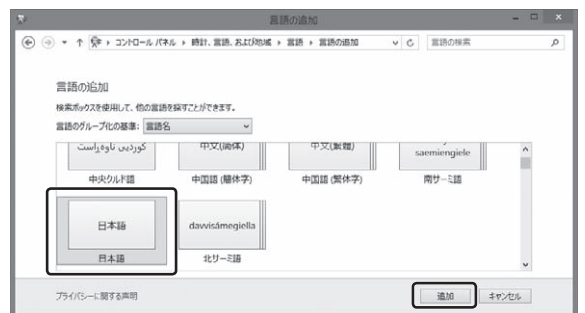 言語の追加
コントロール パネル ▸ 時計、言語、および地域 ▸ 言語 ▸ 言語の追加
言語の検索
言語の追加
検索ボックスを使用して、他の言語を探すことができます。
言語のグループ化の基準: 言語名
کوردیی ناوەڕاست 中文(简体) 中文(繁體) saemiengiele
中央クルド語 中国語 (簡体字) 中国語 (繁体字) 南サーミ語
日本語 davvisámegiella
日本語 北サーミ語
プライバシーに関する声明
追加 キャンセル